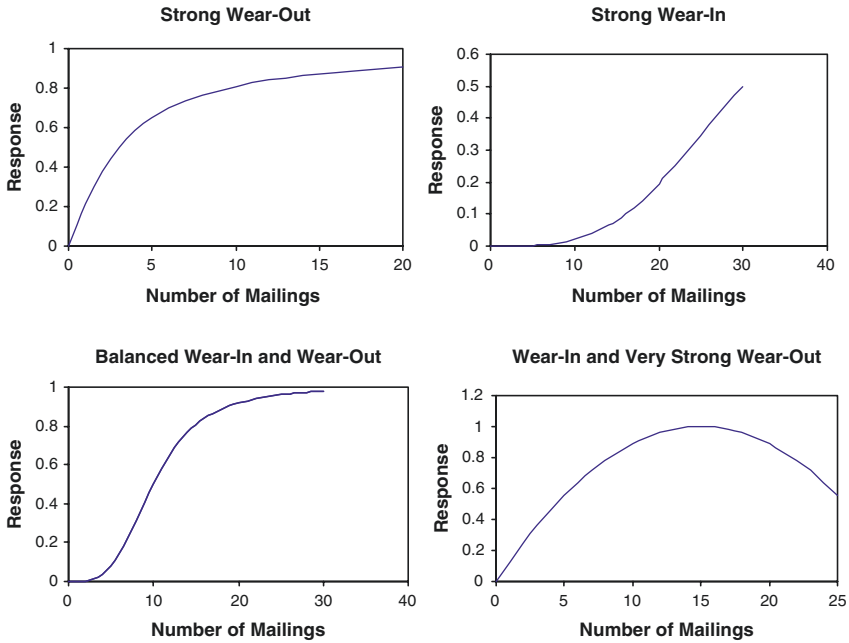 Strong Wear-Out
1
0.8
0.6
0.4
0.2
0
Response
0 5 10 15 20
Number of Mailings
Strong Wear-In
0.6
0.5
0.4
0.3
0.2
0.1
0
Response
0 10 20 30 40
Number of Mailings
Balanced Wear-In and Wear-Out
1
0.8
0.6
0.4
0.2
0
Response
0 10 20 30 40
Number of Mailings
Wear-In and Very Strong Wear-Out
1.2
1
0.8
0.6
0.4
0.2
0
Response
0 5 10 15 20 25
Number of Mailings